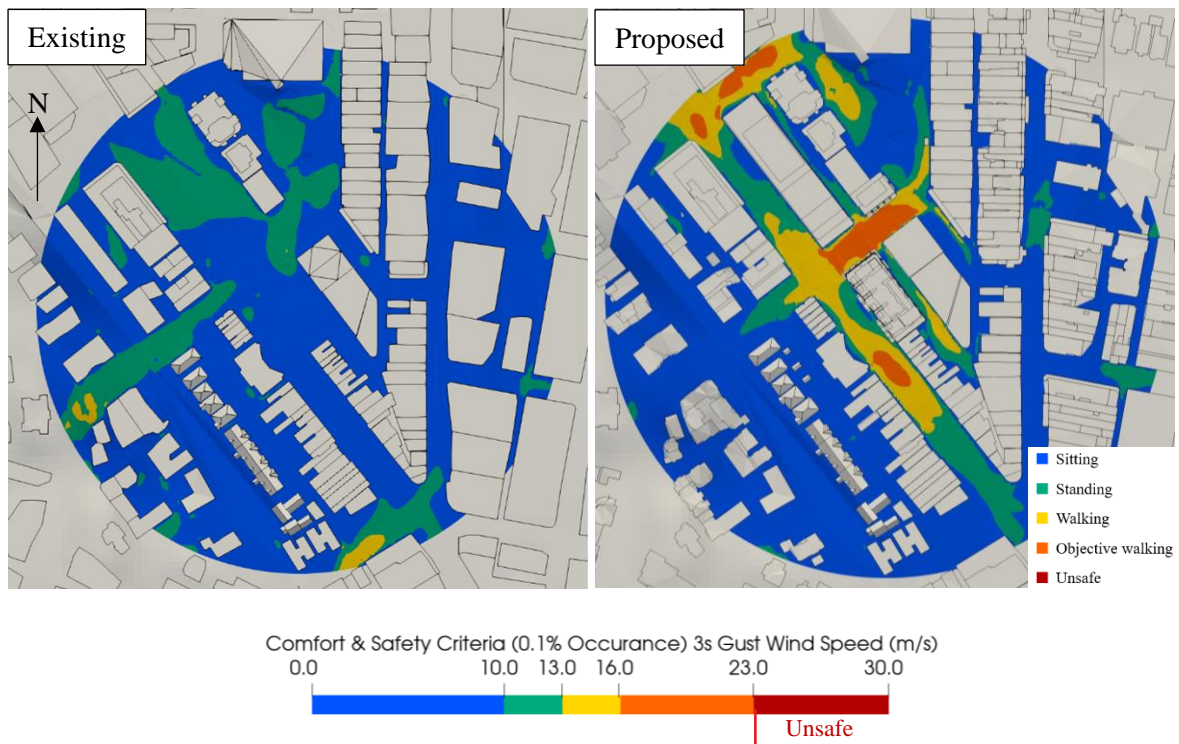 Existing
Proposed
N
Sitting
Standing
Walking
Objective walking
Unsafe
Comfort & Safety Criteria (0.1% Occurance) 3s Gust Wind Speed (m/s)
0.0 10.0 13.0 16.0 23.0 30.0
Unsafe